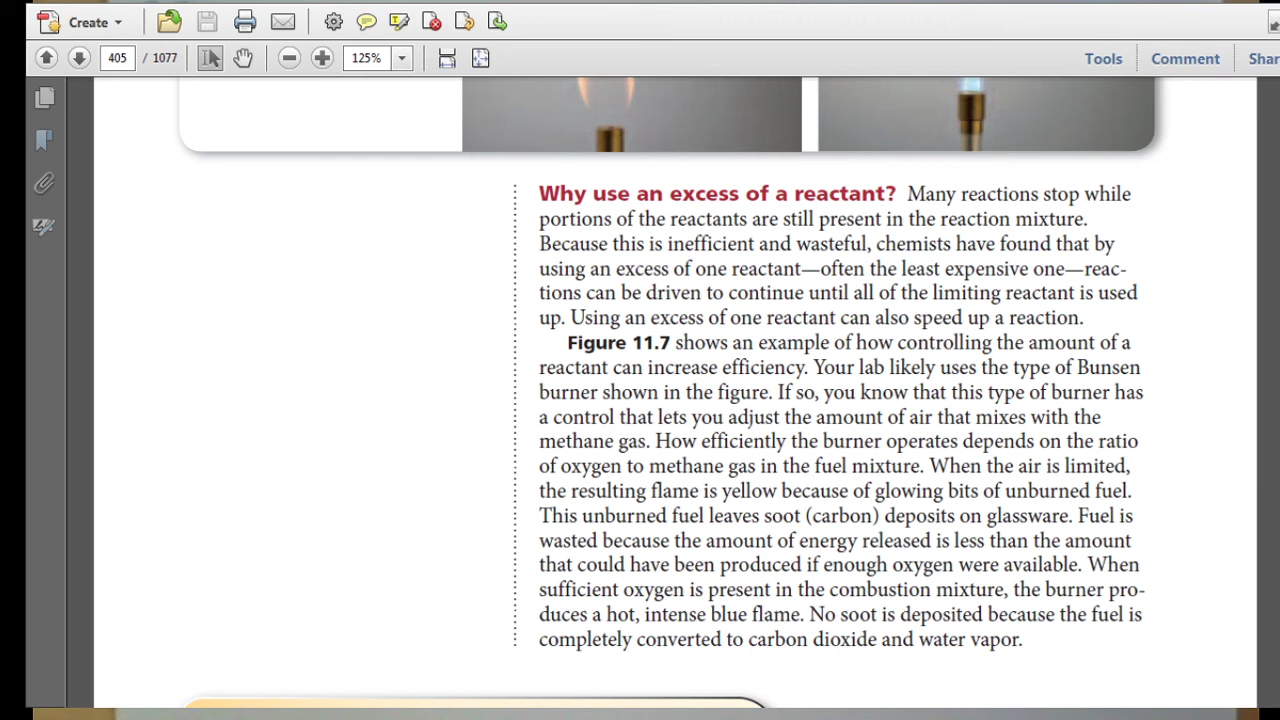 Create
405 / 1077
125%
Tools
Comment
Shar
Why use an excess of a reactant? Many reactions stop while
portions of the reactants are still present in the reaction mixture.
Because this is inefficient and wasteful, chemists have found that by
using an excess of one reactant—often the least expensive one—reac-
tions can be driven to continue until all of the limiting reactant is used
up. Using an excess of one reactant can also speed up a reaction.
Figure 11.7 shows an example of how controlling the amount of a
reactant can increase efficiency. Your lab likely uses the type of Bunsen
burner shown in the figure. If so, you know that this type of burner has
a control that lets you adjust the amount of air that mixes with the
methane gas. How efficiently the burner operates depends on the ratio
of oxygen to methane gas in the fuel mixture. When the air is limited,
the resulting flame is yellow because of glowing bits of unburned fuel.
This unburned fuel leaves soot (carbon) deposits on glassware. Fuel is
wasted because the amount of energy released is less than the amount
that could have been produced if enough oxygen were available. When
sufficient oxygen is present in the combustion mixture, the burner pro-
duces a hot, intense blue flame. No soot is deposited because the fuel is
completely converted to carbon dioxide and water vapor.